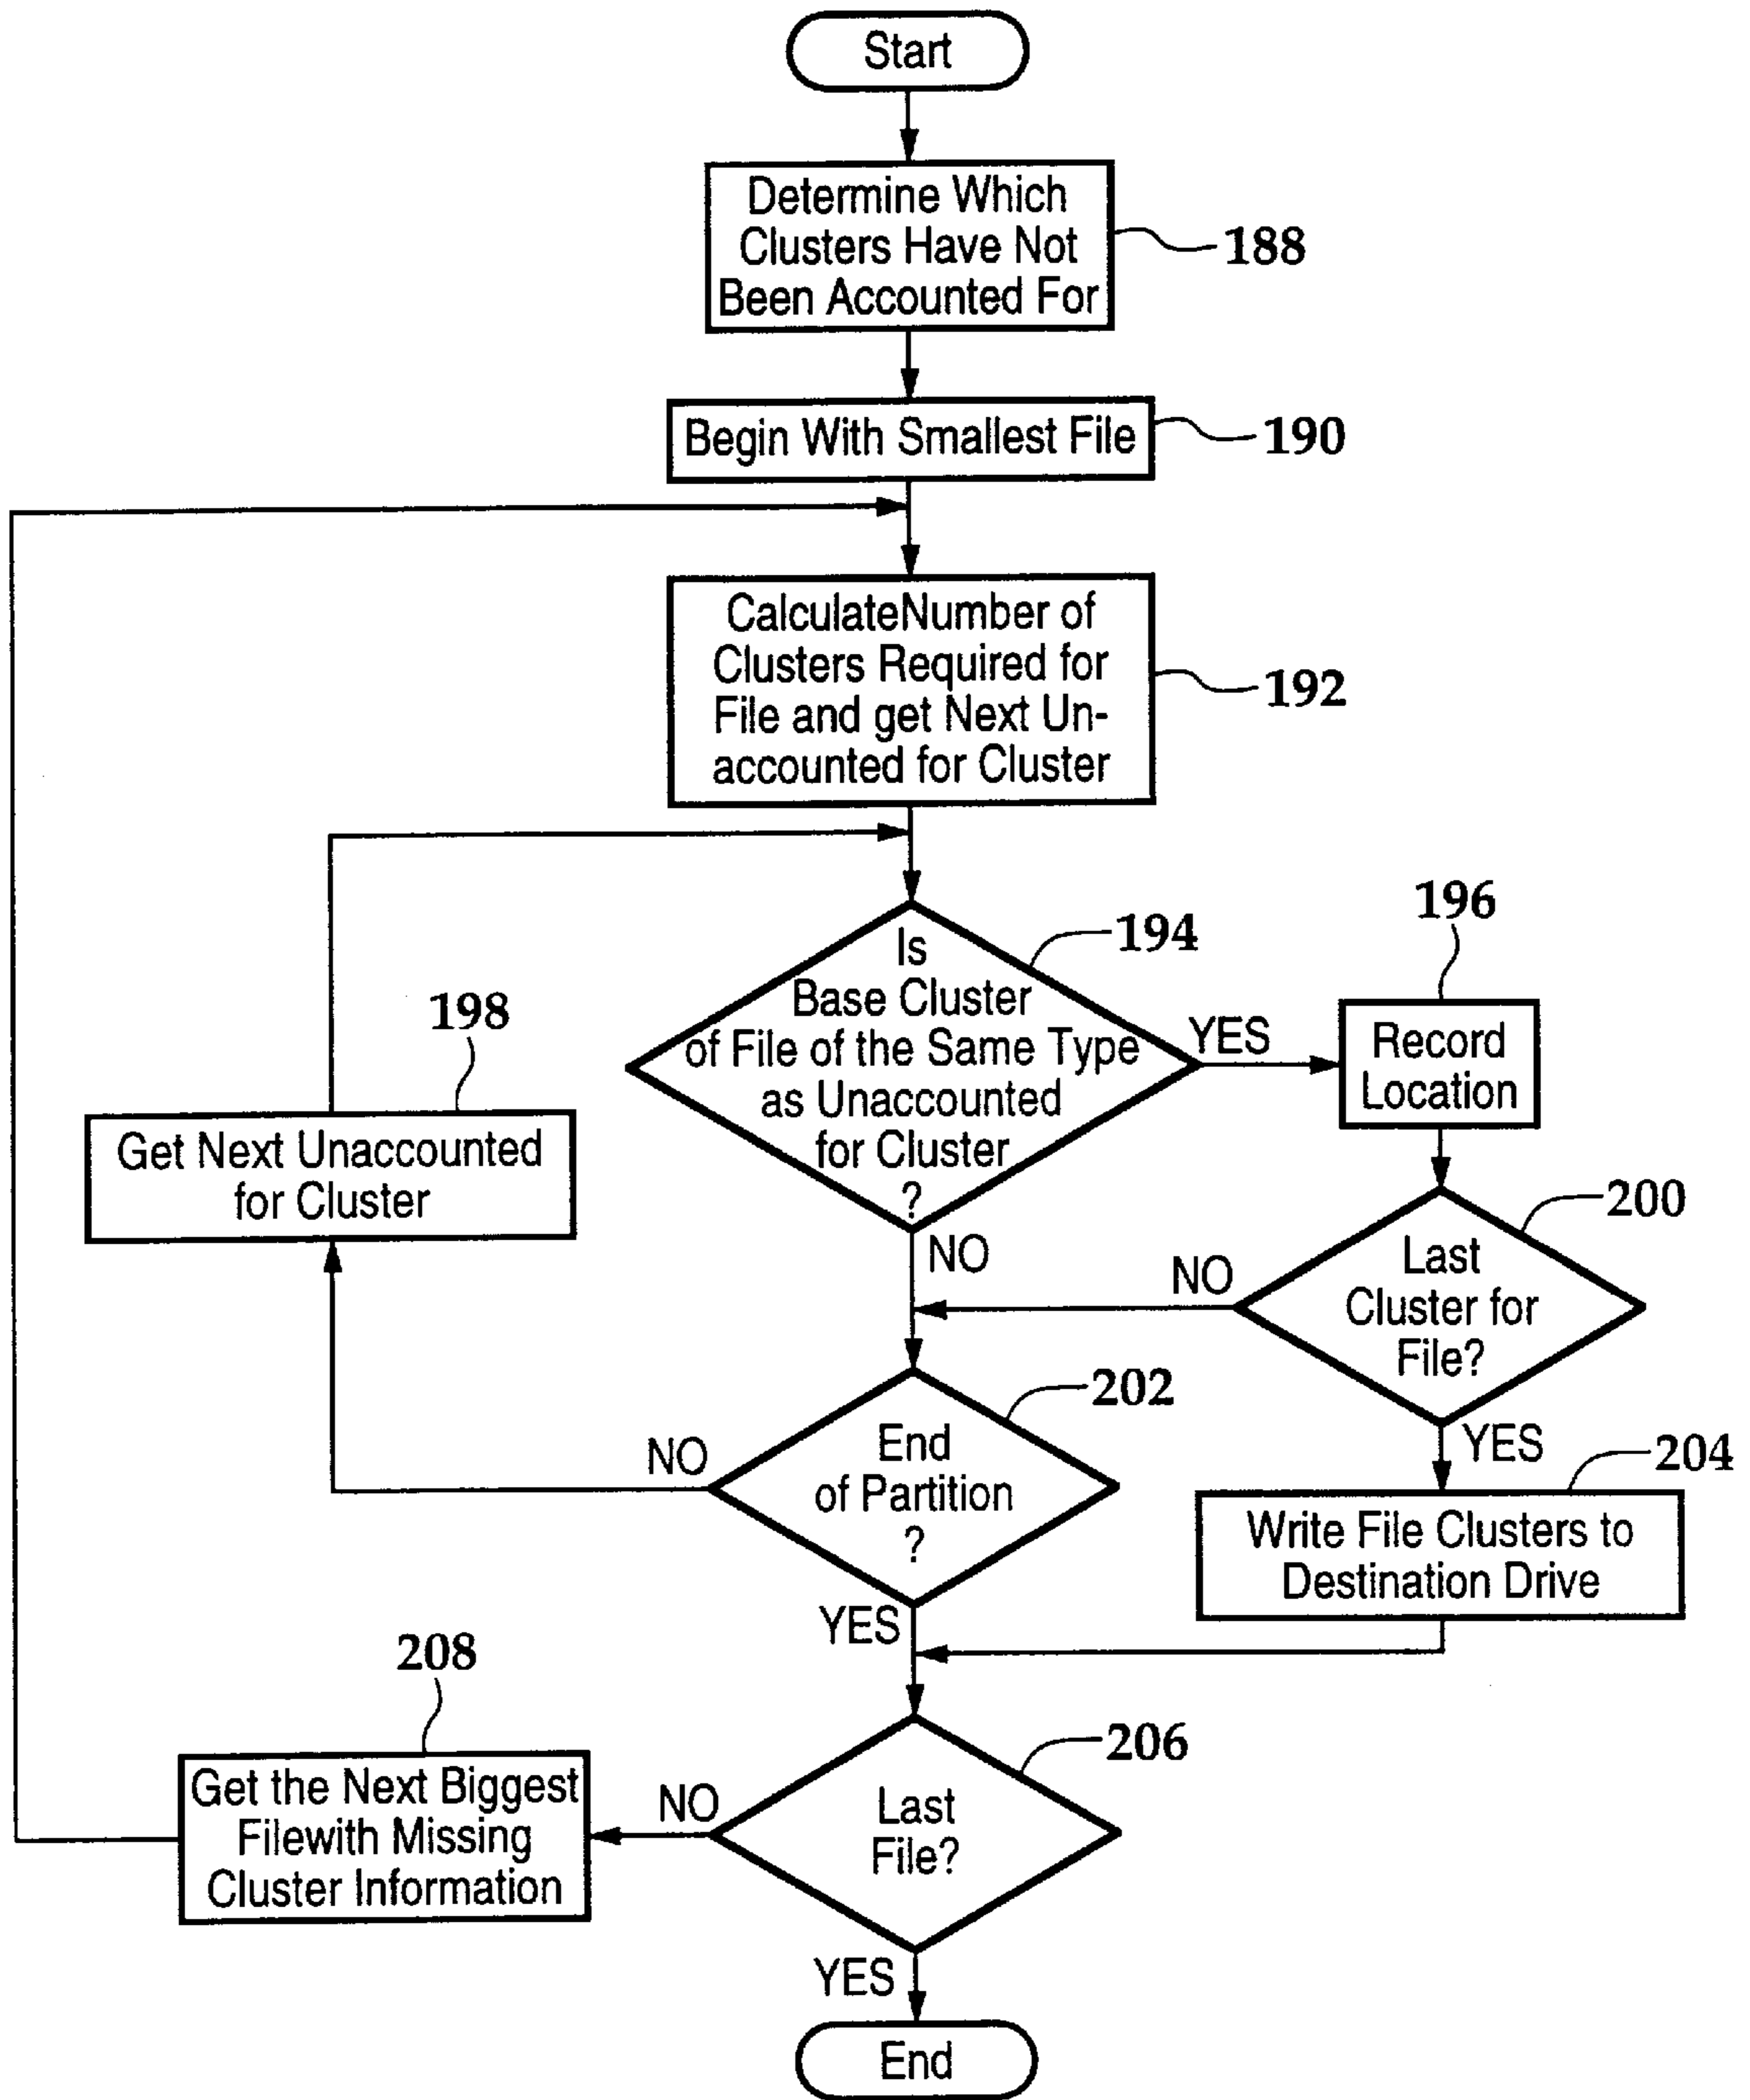 Start
Determine Which
Clusters Have Not
Been Accounted For
188
Begin With Smallest File
190
CalculateNumber of
Clusters Required for
File and get Next Un-
accounted for Cluster
192
Is
Base Cluster
of File of the Same Type
as Unaccounted
for Cluster
?
194
YES
196
Record
Location
198
Get Next Unaccounted
for Cluster
NO
200
Last
Cluster for
File?
NO
YES
202
End
of Partition
?
NO
YES
204
Write File Clusters to
Destination Drive
206
Last
File?
NO
208
Get the Next Biggest
Filewith Missing
Cluster Information
YES
End